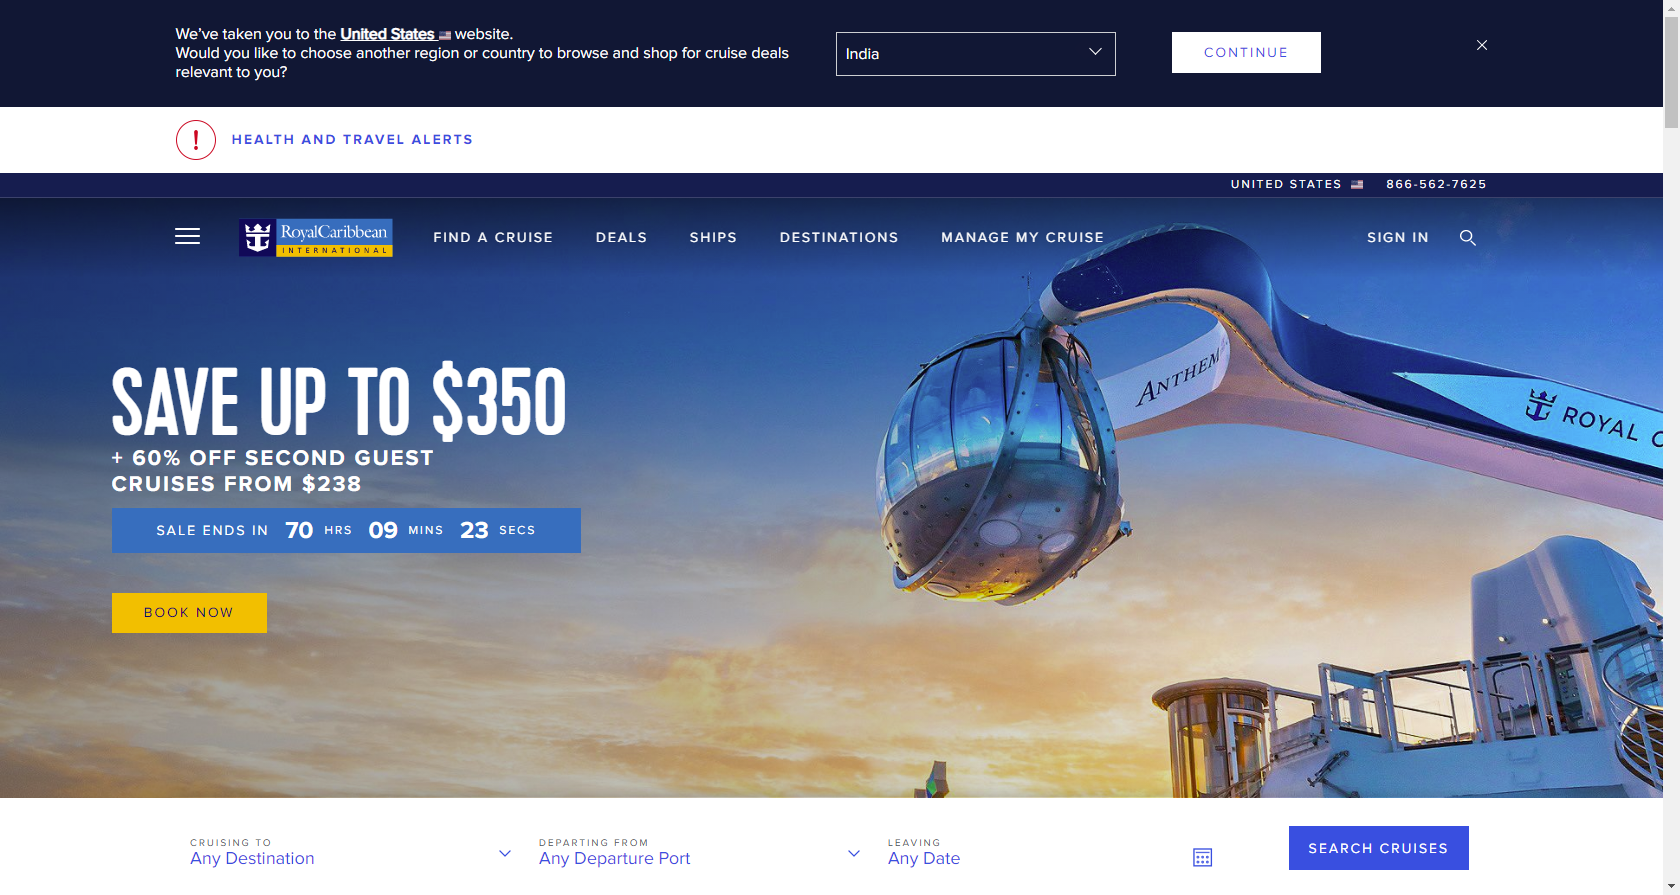 We've taken you to the United States website.
Would you like to choose another region or country to browse and shop for cruise deals
relevant to you?
India
CONTINUE
HEALTH AND TRAVEL ALERTS
UNITED STATES
866-562-7625
RoyalCaribbean
INTERNATIONAL
FIND A CRUISE
DEALS
SHIPS
DESTINATIONS
MANAGE MY CRUISE
SIGN IN
ANTHEM
ROYAL C
SAVE UP TO $350
+ 60% OFF SECOND GUEST
CRUISES FROM $238
SALE ENDS IN 70 HRS 09 MINS 23 SECS
BOOK NOW
CRUISING TO
Any Destination
DEPARTING FROM
Any Departure Port
LEAVING
Any Date
SEARCH CRUISES